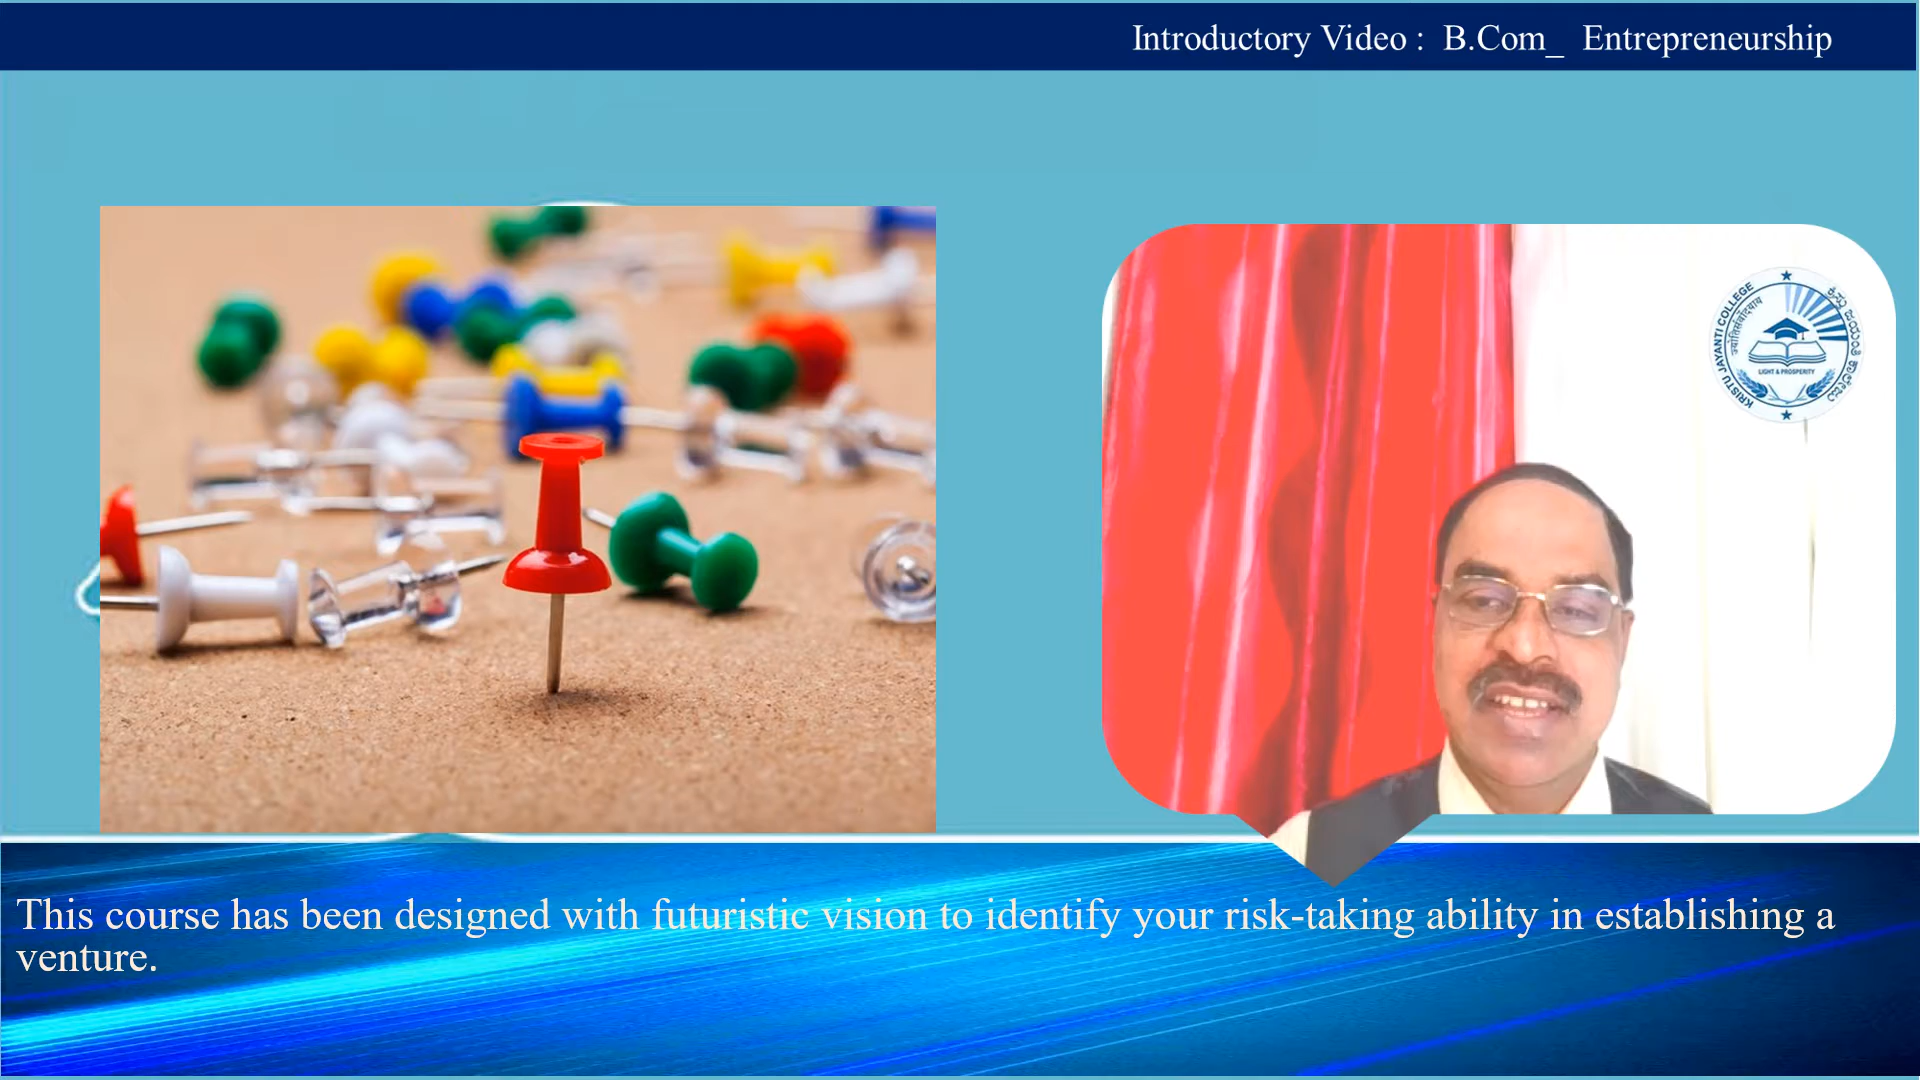 Introductory Video : B.Com_ Entrepreneurship
KRISTU JAYANTI COLLEGE
ಕ್ರಿಸ್ತು ಜಯಂತಿ ಕಾಲೇಜು
LIGHT & PROSPERITY
This course has been designed with futuristic vision to identify your risk-taking ability in establishing a
venture.